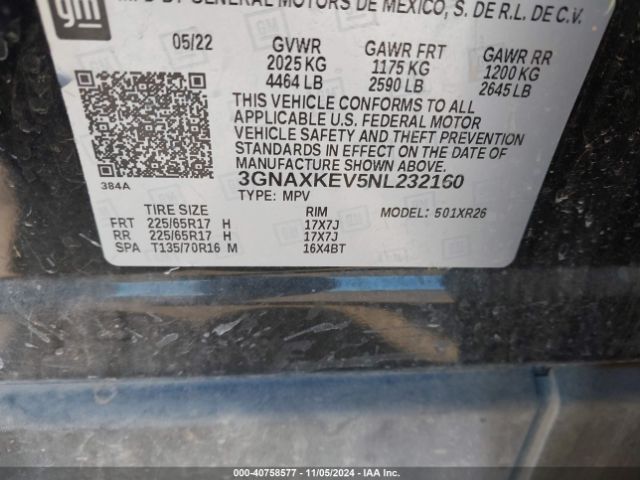 gm
MFD BY GENERAL MOTORS DE MEXICO, S. DE R.L. DE C.V.
05/22 GVWR GAWR FRT GAWR RR
2025 KG 1175 KG 1200 KG
4464 LB 2590 LB 2645 LB
THIS VEHICLE CONFORMS TO ALL
APPLICABLE U.S. FEDERAL MOTOR
VEHICLE SAFETY AND THEFT PREVENTION
STANDARDS IN EFFECT ON THE DATE OF
MANUFACTURE SHOWN ABOVE.
384A
3GNAXKEV5NL232160
TYPE: MPV MODEL: 501XR26
TIRE SIZE RIM
FRT 225/65R17 H 17X7J
RR 225/65R17 H 17X7J
SPA T135/70R16 M 16X4BT
000-40758577 — 11/05/2024 — IAAI.COM